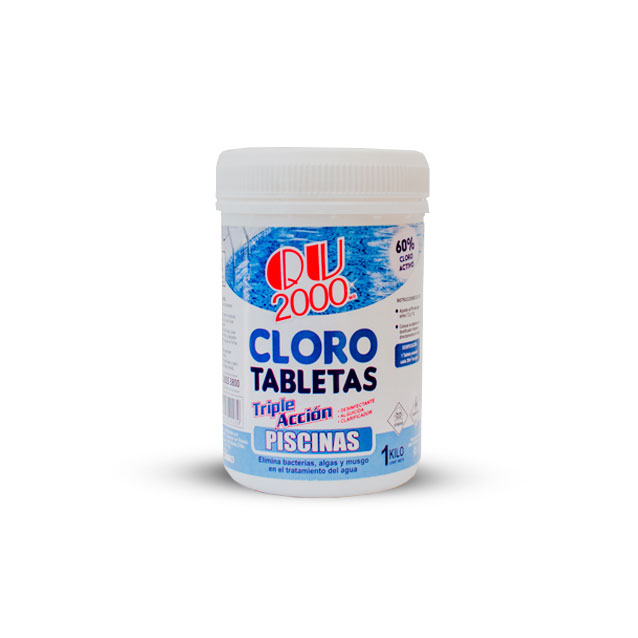 QU
2000
60%
CLORO
ACTIVO
CLORO
TABLETAS
Triple
Acción
• DESINFECTANTE
• ALGUICIDA
• CLARIFICADOR
PISCINAS
Elimina bacterias, algas y musgo
en el tratamiento del agua
1 KILO